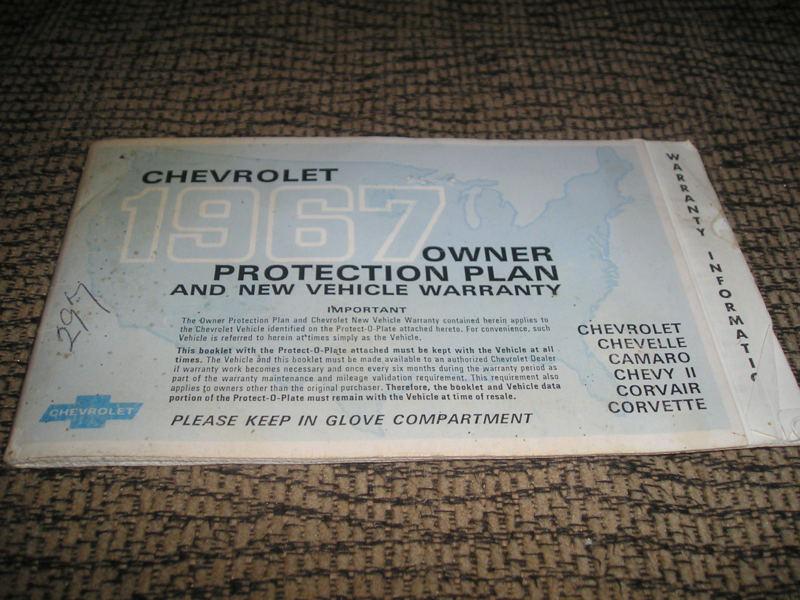 CHEVROLET
1967
OWNER
PROTECTION PLAN
AND NEW VEHICLE WARRANTY
IMPORTANT
The Owner Protection Plan and Chevrolet New Vehicle Warranty contained herein applies to
the Chevrolet Vehicle identified on the Protect-O-Plate attached hereto. For convenience, such
Vehicle is referred to herein at times simply as the Vehicle.
This booklet with the Protect-O-Plate attached must be kept with the Vehicle at all
times. The Vehicle and this booklet must be made available to an authorized Chevrolet Dealer
if warranty work becomes necessary and once every six months during the warranty period as
part of the warranty maintenance and mileage validation requirement. This requirement also
applies to owners other than the original purchaser. Therefore, the booklet and Vehicle data
portion of the Protect-O-Plate must remain with the Vehicle at time of resale.
PLEASE KEEP IN GLOVE COMPARTMENT
CHEVROLET
CHEVELLE
CAMARO
CHEVY II
CORVAIR
CORVETTE
297
CHEVROLET
WARRANTY INFORMATIC